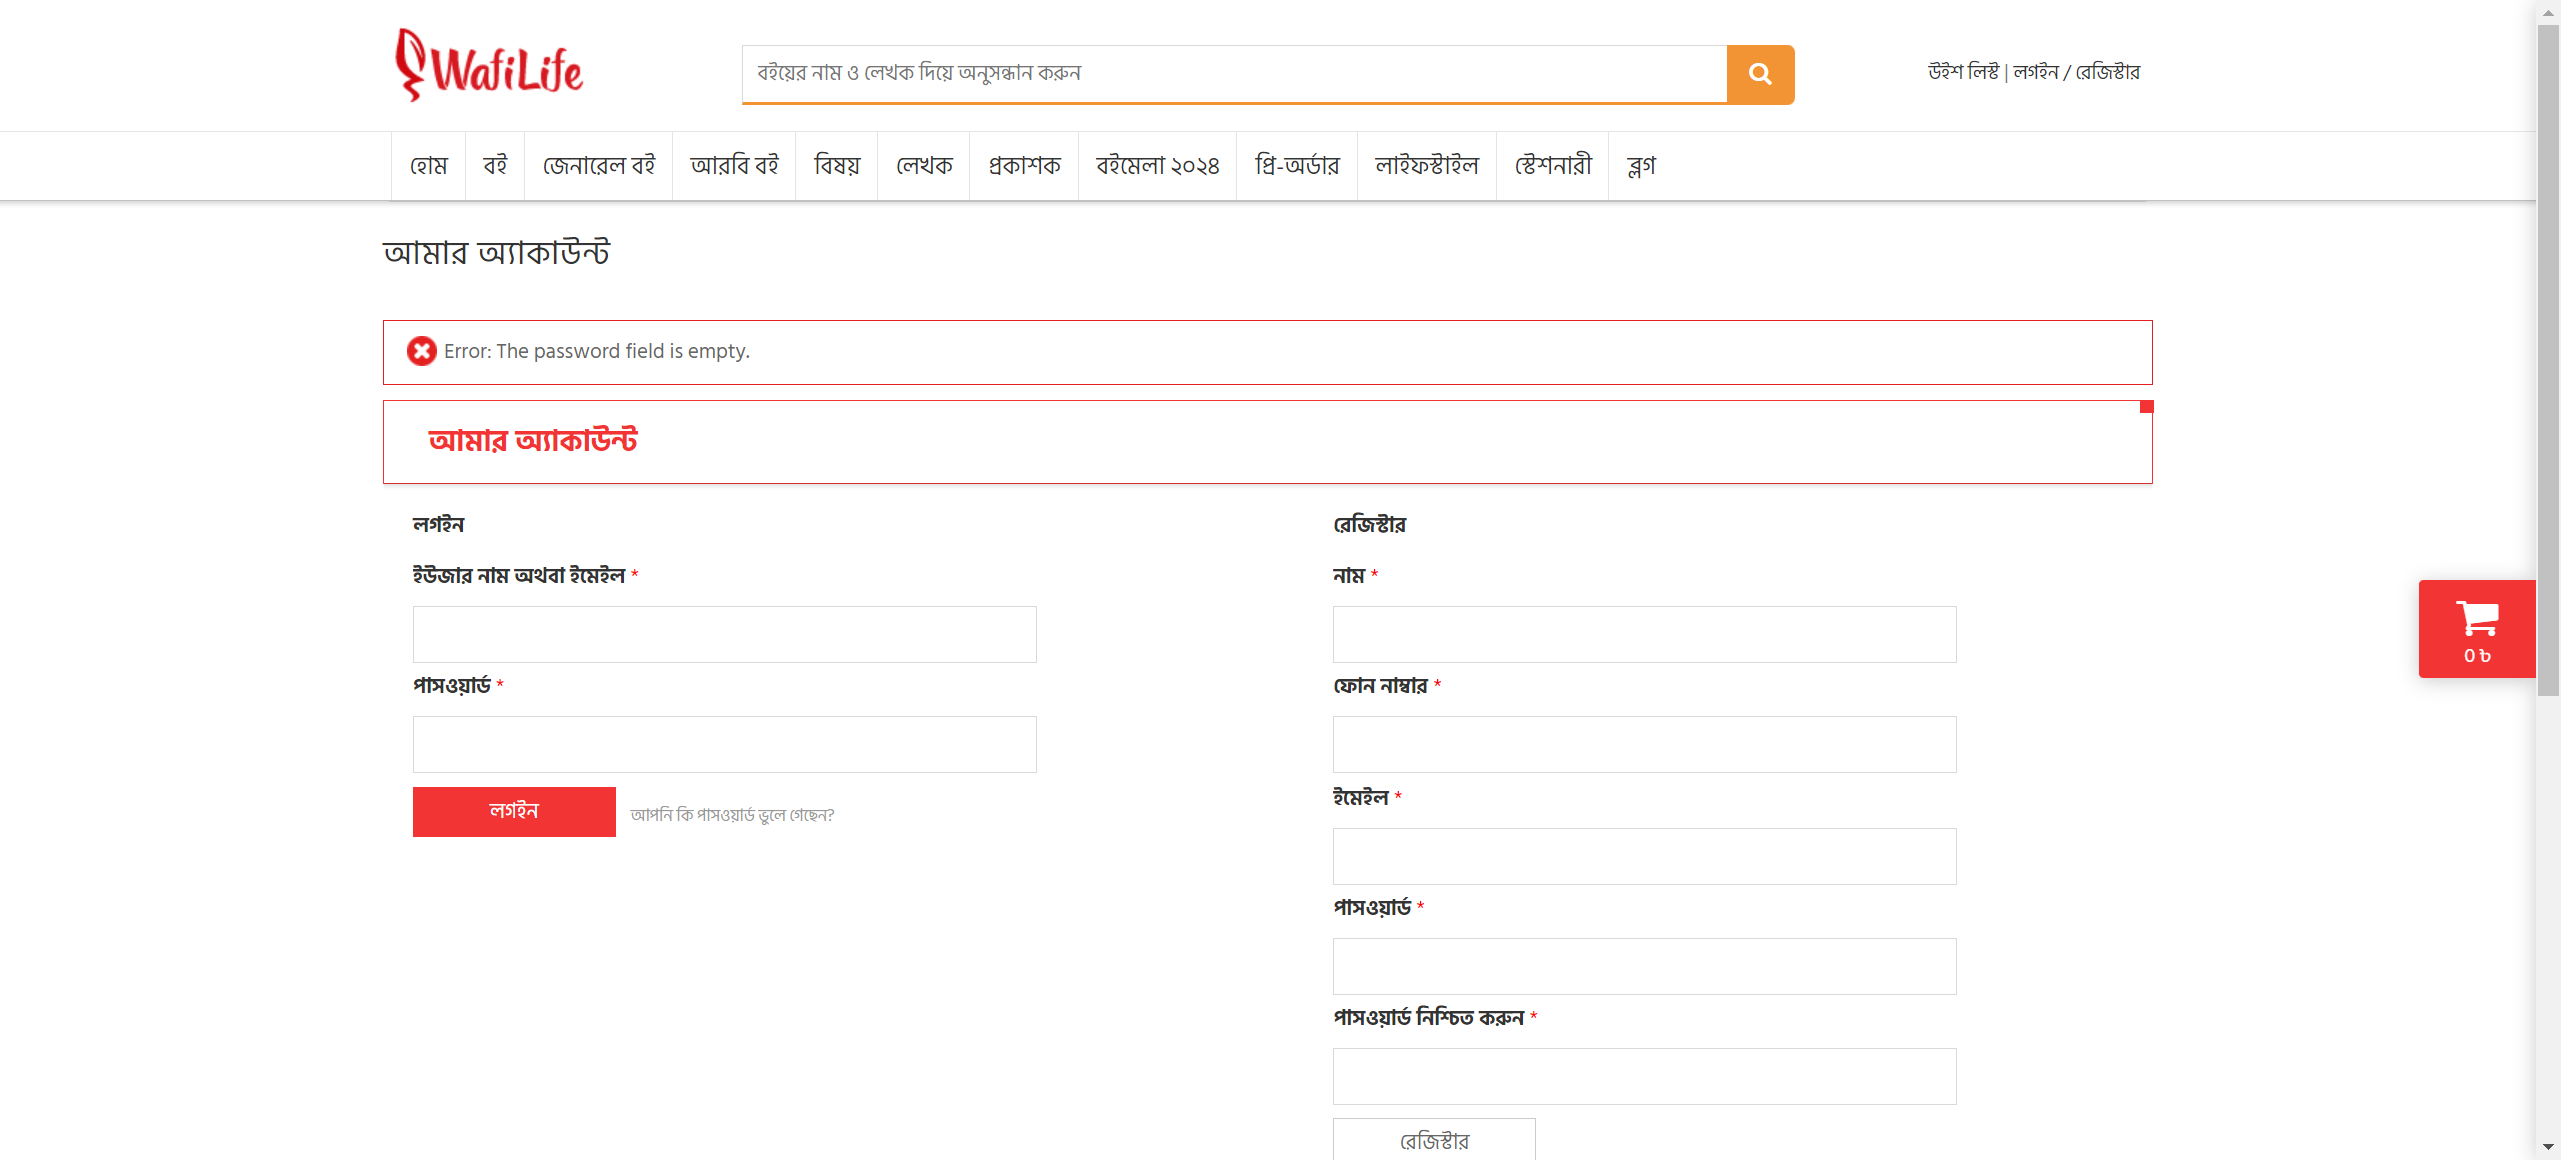 WafiLife
বইয়ের নাম ও লেখক দিয়ে অনুসন্ধান করুন
উইশ লিস্ট | লগইন / রেজিস্টার
হোম বই জেনারেল বই আরবি বই বিষয় লেখক প্রকাশক বইমেলা ২০২৪ প্রি-অর্ডার লাইফস্টাইল স্টেশনারী ব্লগ
আমার অ্যাকাউন্ট
Error: The password field is empty.
আমার অ্যাকাউন্ট
লগইন
ইউজার নাম অথবা ইমেইল *
পাসওয়ার্ড *
লগইন আপনি কি পাসওয়ার্ড ভুলে গেছেন?
রেজিস্টার
নাম *
ফোন নাম্বার *
ইমেইল *
পাসওয়ার্ড *
পাসওয়ার্ড নিশ্চিত করুন *
রেজিস্টার
0 ৳